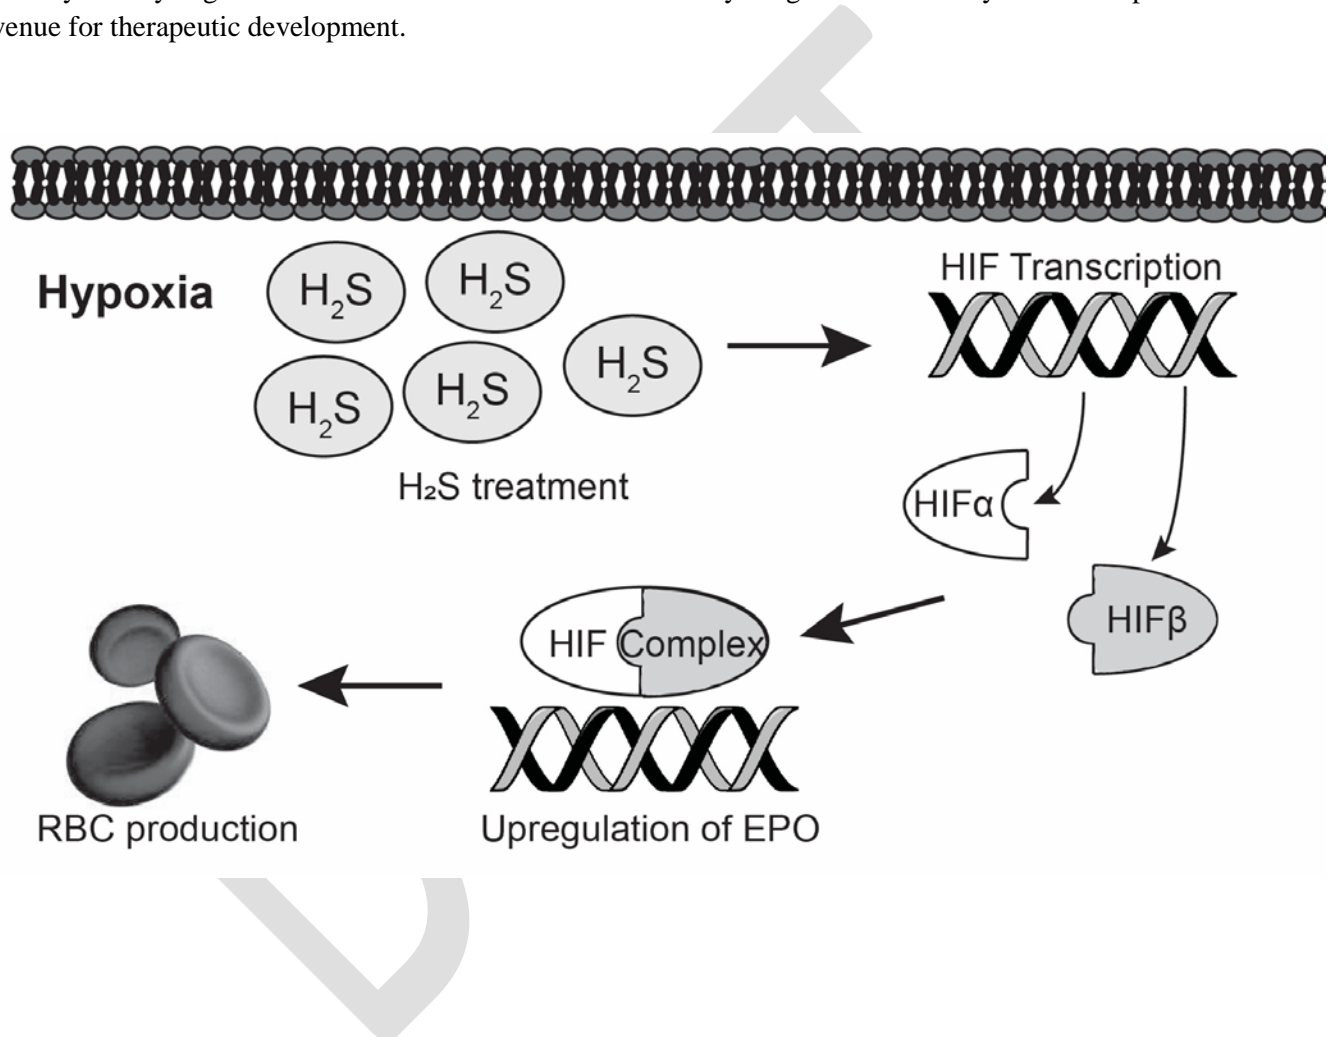 venue for therapeutic development.
Hypoxia
H₂S
H₂S
H₂S
H₂S
H₂S
H₂S treatment
HIF Transcription
HIFα
HIFβ
HIF Complex
Upregulation of EPO
RBC production